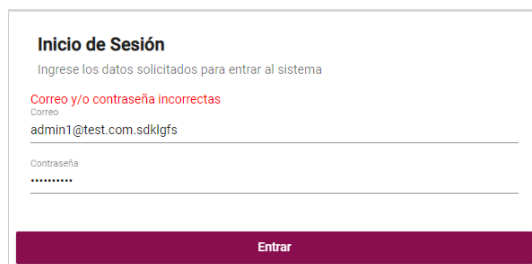 Inicio de Sesión
Ingrese los datos solicitados para entrar al sistema
Correo y/o contraseña incorrectas
Correo
admin1@test.com.sdklgfs
Contraseña
••••••••••
Entrar